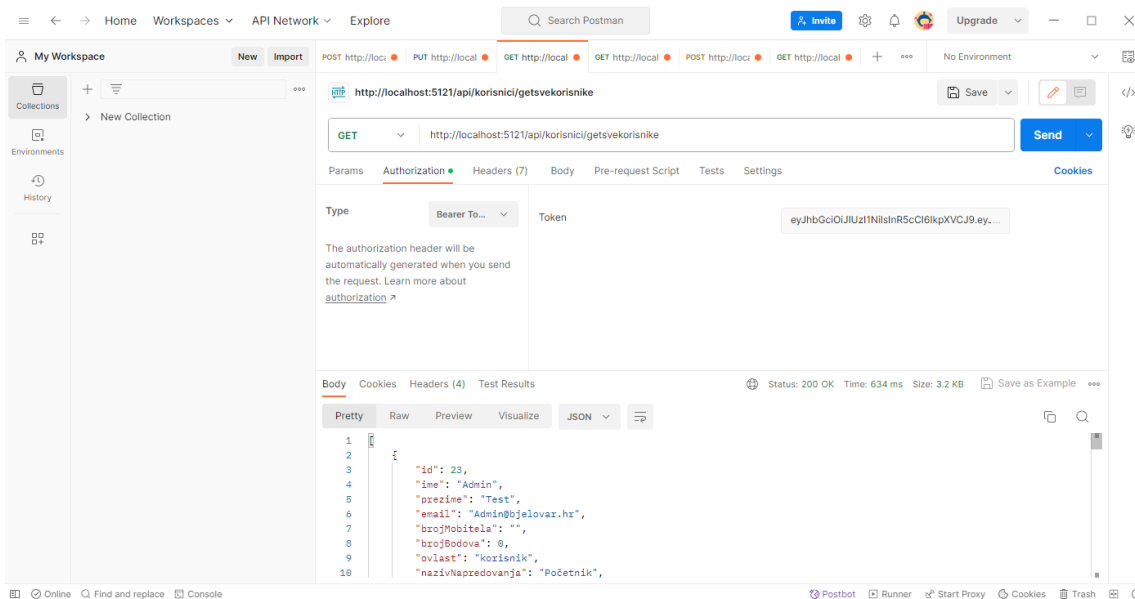 Home Workspaces API Network Explore Search Postman Invite Upgrade
My Workspace New Import POST http://loca PUT http://local GET http://local GET http://local POST http://loca GET http://local No Environment
Collections
Environments
History
New Collection
HTTP http://localhost:5121/api/korisnici/getsvekorisnike Save
GET http://localhost:5121/api/korisnici/getsvekorisnike Send
Params Authorization Headers (7) Body Pre-request Script Tests Settings Cookies
Type Bearer To... Token
The authorization header will be
automatically generated when you send
the request. Learn more about
authorization
Body Cookies Headers (4) Test Results Status: 200 OK Time: 634 ms Size: 3.2 KB Save as Example
Pretty Raw Preview Visualize JSON
1 [
2 {
3 "id": 23,
4 "ime": "Admin",
5 "prezime": "Test",
6 "email": "Admin@bjelovar.hr",
7 "brojMobitela": "",
8 "brojBodova": 0,
9 "ovlast": "korisnik",
10 "nazivNapredovanja": "Početnik",
Online Find and replace Console Postbot Runner Start Proxy Cookies Trash